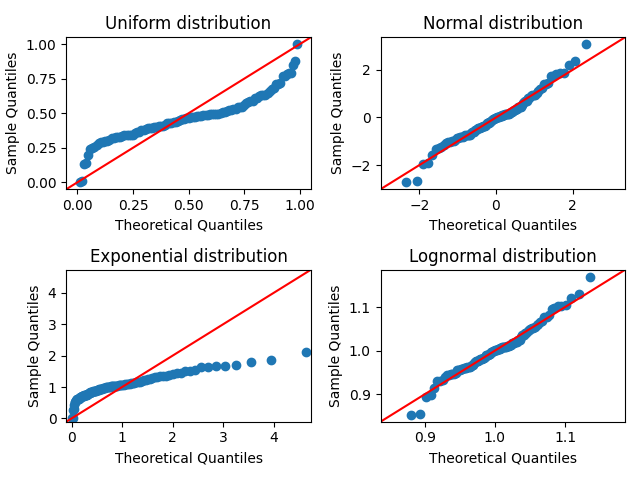 Uniform distribution
1.00
0.75
0.50
0.25
0.00
Sample Quantiles
0.00 0.25 0.50 0.75 1.00
Theoretical Quantiles
Normal distribution
2
0
−2
Sample Quantiles
−2 0 2
Theoretical Quantiles
Exponential distribution
4
3
2
1
0
Sample Quantiles
0 1 2 3 4
Theoretical Quantiles
Lognormal distribution
1.1
1.0
0.9
Sample Quantiles
0.9 1.0 1.1
Theoretical Quantiles